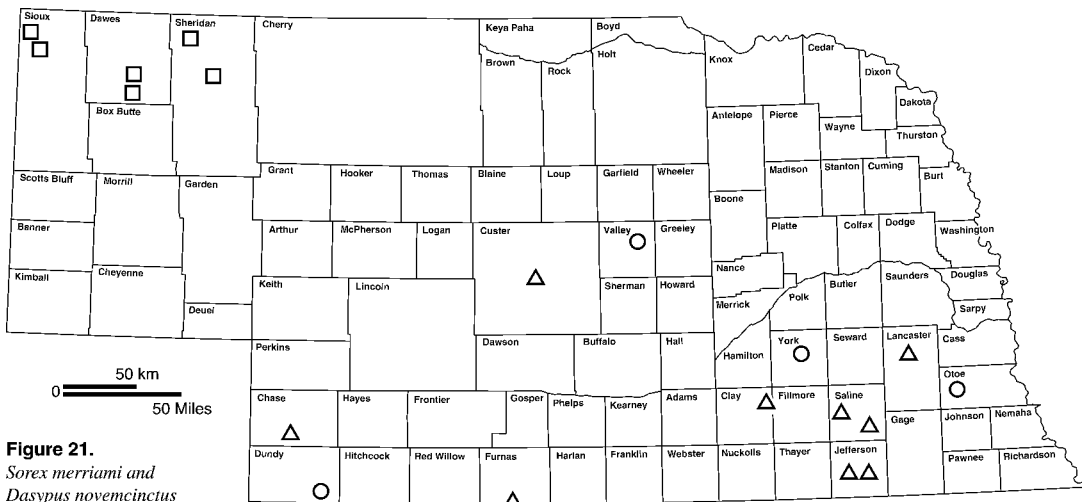 Sioux
Dawes
Sheridan
Cherry
Keya Paha
Boyd
Brown
Rock
Holt
Knox
Cedar
Dixon
Dakota
Box Butte
Antelope
Pierce
Wayne
Thurston
Scotts Bluff
Morrill
Garden
Grant
Hooker
Thomas
Blaine
Loup
Garfield
Wheeler
Madison
Stanton
Cuming
Burt
Boone
Banner
Arthur
McPherson
Logan
Custer
Valley
Greeley
Platte
Colfax
Dodge
Washington
Kimball
Cheyenne
Deuel
Keith
Lincoln
Sherman
Howard
Nance
Merrick
Polk
Butler
Saunders
Douglas
Sarpy
Perkins
Dawson
Buffalo
Hall
Hamilton
York
Seward
Lancaster
Cass
Otoe
0 50 km
50 Miles
Chase
Hayes
Frontier
Gosper
Phelps
Kearney
Adams
Clay
Fillmore
Saline
Gage
Johnson
Nemaha
Dundy
Hitchcock
Red Willow
Furnas
Harlan
Franklin
Webster
Nuckolls
Thayer
Jefferson
Pawnee
Richardson
Figure 21.
Sorex merriami and
Dasypus novemcinctus